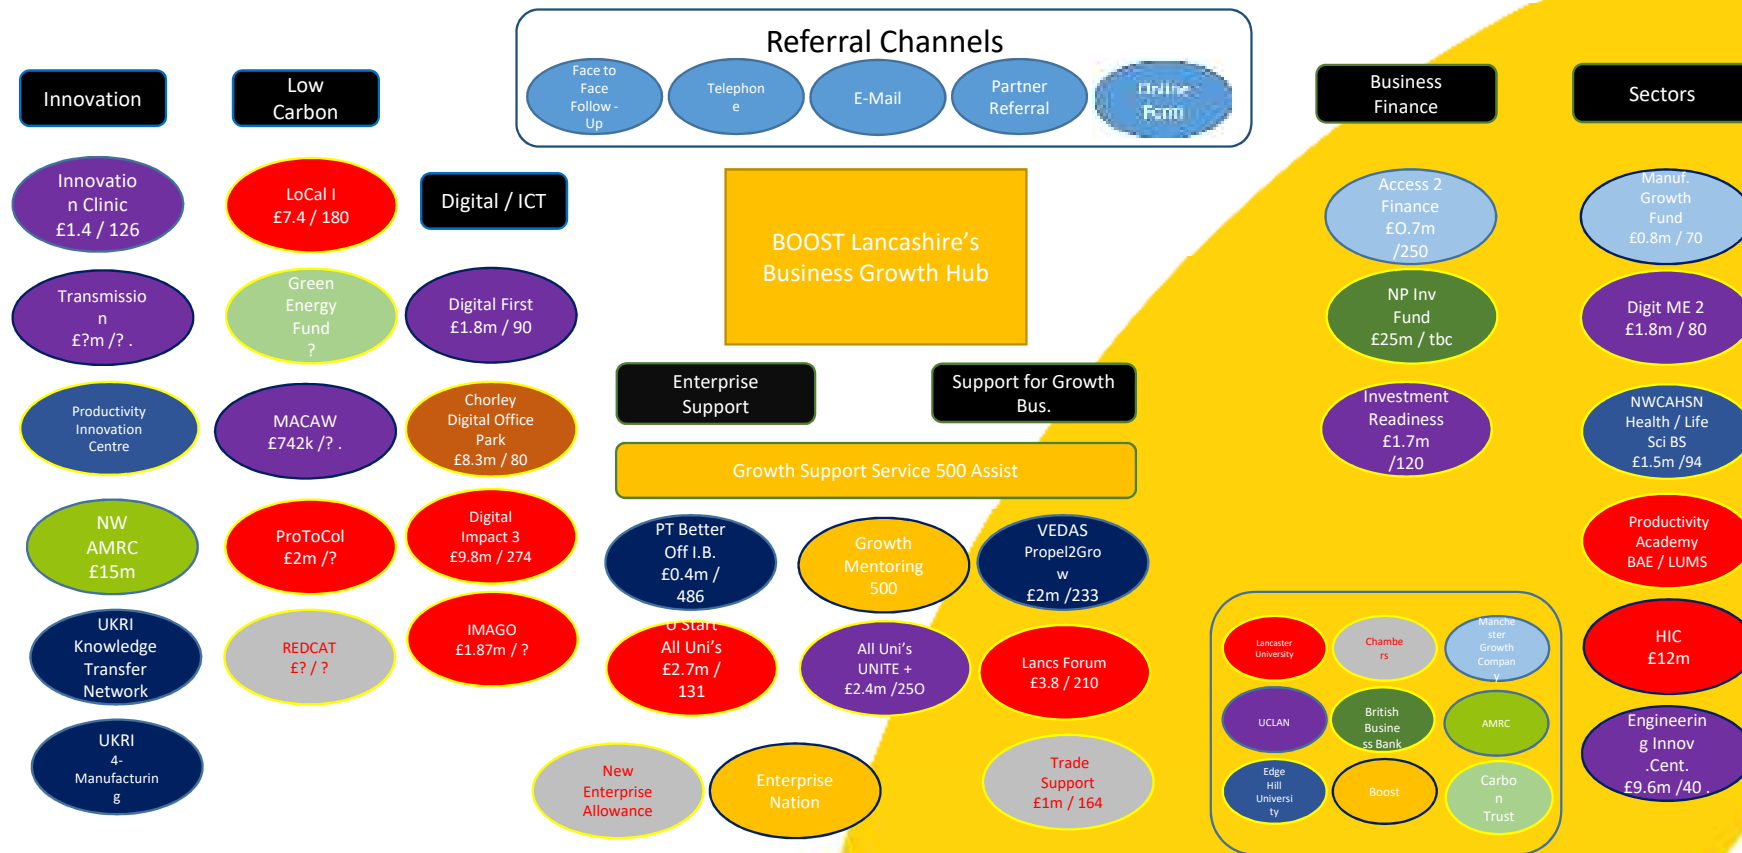 Referral Channels
Face to
Face
Follow -
Up
Telephon
e
E-Mail
Partner
Referral
Online
Form
Innovation
Low
Carbon
Business
Finance
Sectors
Innovatio
n Clinic
£1.4 / 126
Transmissio
n
£?m /? .
Productivity
Innovation
Centre
NW
AMRC
£15m
UKRI
Knowledge
Transfer
Network
UKRI
4-
Manufacturin
g
LoCal I
£7.4 / 180
Green
Energy
Fund
?
MACAW
£742k /? .
ProToCol
£2m /?
REDCAT
£? / ?
Digital / ICT
Digital First
£1.8m / 90
Chorley
Digital Office
Park
£8.3m / 80
Digital
Impact 3
£9.8m / 274
IMAGO
£1.87m / ?
BOOST Lancashire's
Business Growth Hub
Enterprise
Support
Support for Growth
Bus.
Growth Support Service 500 Assist
PT Better
Off I.B.
£0.4m /
486
Growth
Mentoring
500
VEDAS
Propel2Gro
w
£2m /233
U Start
All Uni's
£2.7m /
131
All Uni's
UNITE +
£2.4m /25O
Lancs Forum
£3.8 / 210
New
Enterprise
Allowance
Enterprise
Nation
Trade
Support
£1m / 164
Access 2
Finance
£O.7m
/250
NP Inv
Fund
£25m / tbc
Investment
Readiness
£1.7m
/120
Manuf.
Growth
Fund
£0.8m / 70
Digit ME 2
£1.8m / 80
NWCAHSN
Health / Life
Sci BS
£1.5m /94
Productivity
Academy
BAE / LUMS
HIC
£12m
Engineerin
g Innov
.Cent.
£9.6m /40 .
Lancaster
University
Chambe
rs
Manche
ster
Growth
Compan
y
UCLAN
British
Busine
ss Bank
AMRC
Edge
Hill
Universi
ty
Boost
Carbo
n
Trust